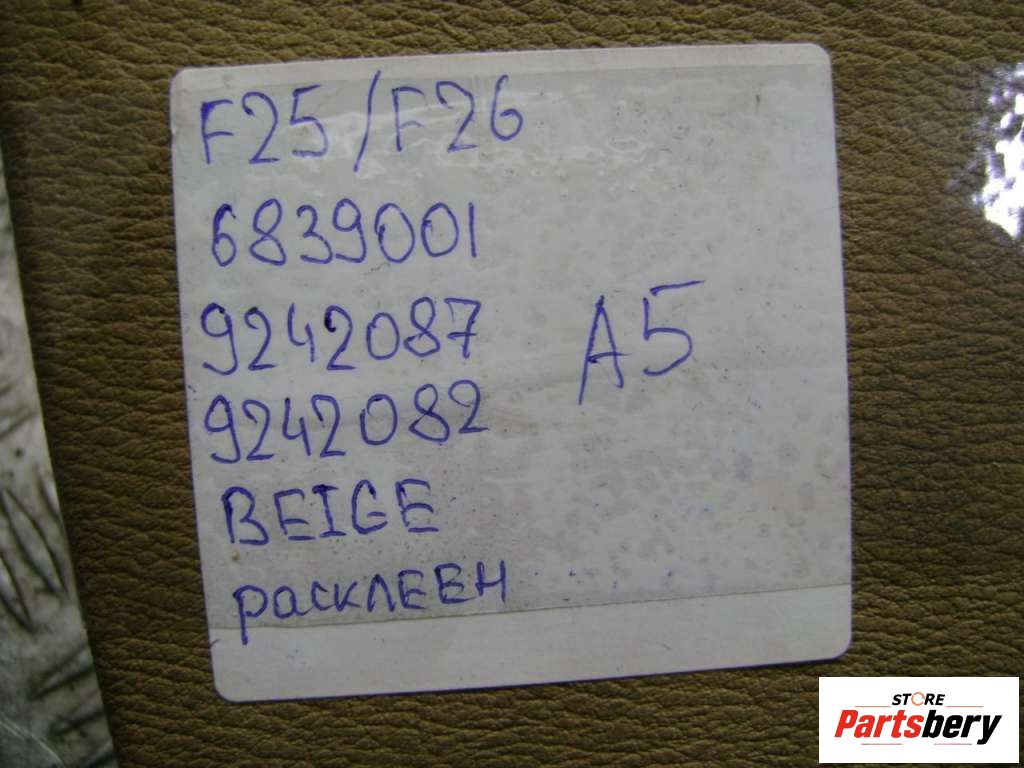 F25/F26
6839001
9242087
9242082
A5
BEIGE
расклЕЕН
STORE
Partsbery